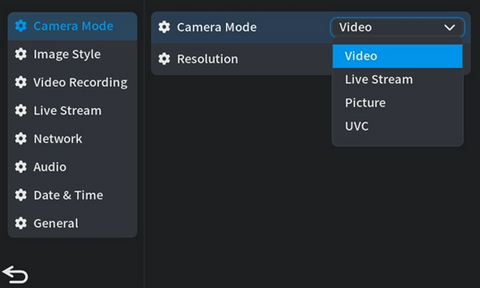 Camera Mode
Image Style
Video Recording
Live Stream
Network
Audio
Date & Time
General
Camera Mode
Video
Resolution
Video
Live Stream
Picture
UVC